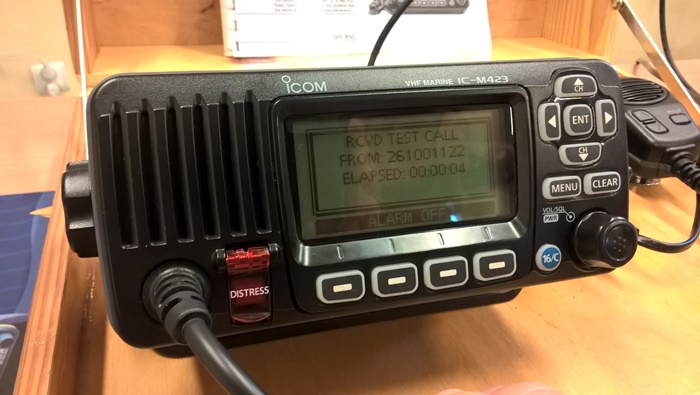 ICOM
VHF MARINE IC-M423
RCVD TEST CALL
FROM: 261001122
ELAPSED: 00:00:04
ALARM OFF
CH
ENT
CH
MENU
CLEAR
VOL/SQL
PWR
16/C
DISTRESS